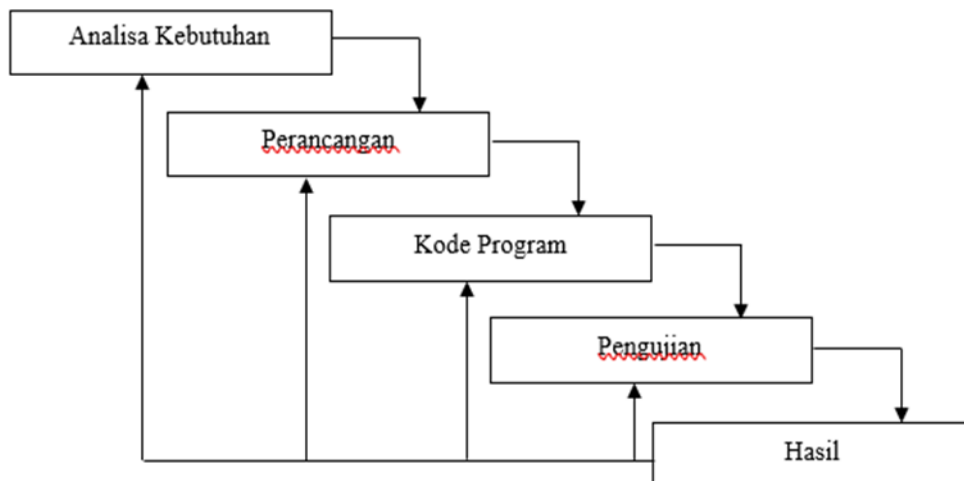 Analisa Kebutuhan
Perancangan
Kode Program
Pengujian
Hasil